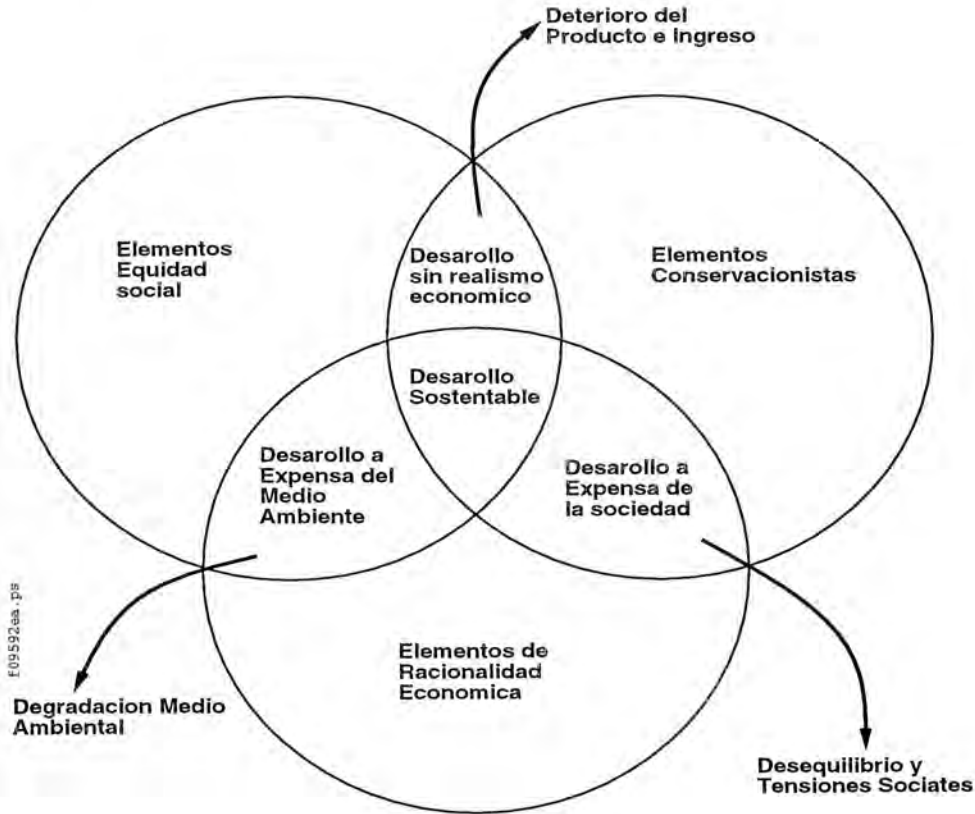 Deterioro del
Producto e Ingreso
Elementos
Equidad
social
Desarollo
sin realismo
economico
Elementos
Conservacionistas
Desarollo
Sostentable
Desarollo a
Expensa del
Medio
Ambiente
Desarollo a
Expensa de
la sociedad
f09592aa.ps
Elementos de
Racionalidad
Economica
Degradacion Medio
Ambiental
Desequilibrio y
Tensiones Sociates